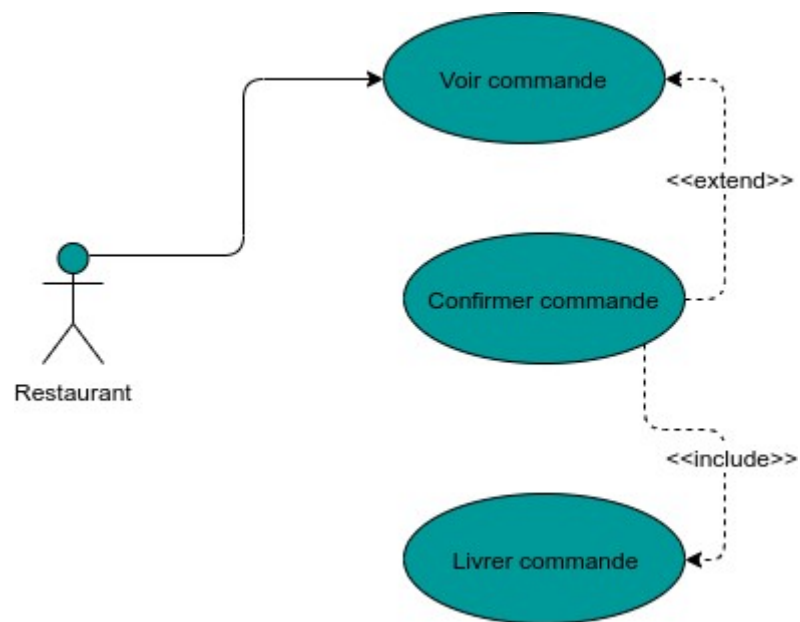 Voir commande
<<extend>>
Confirmer commande
Restaurant
<<include>>
Livrer commande